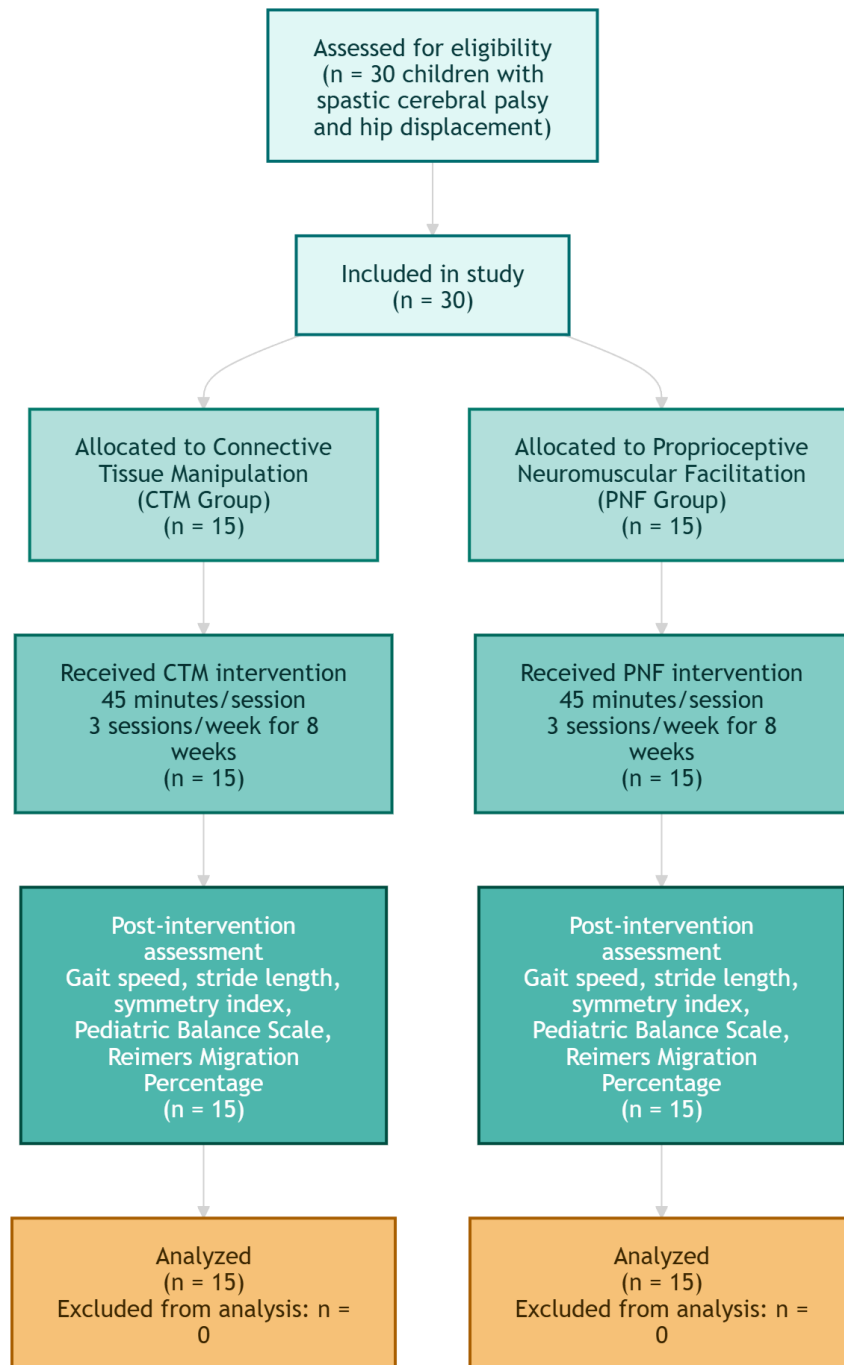 Assessed for eligibility
(n = 30 children with
spastic cerebral palsy
and hip displacement)
Included in study
(n = 30)
Allocated to Connective
Tissue Manipulation
(CTM Group)
(n = 15)
Allocated to Proprioceptive
Neuromuscular Facilitation
(PNF Group)
(n = 15)
Received CTM intervention
45 minutes/session
3 sessions/week for 8
weeks
(n = 15)
Received PNF intervention
45 minutes/session
3 sessions/week for 8
weeks
(n = 15)
Post-intervention
assessment
Gait speed, stride length,
symmetry index,
Pediatric Balance Scale,
Reimers Migration
Percentage
(n = 15)
Post-intervention
assessment
Gait speed, stride length,
symmetry index,
Pediatric Balance Scale,
Reimers Migration
Percentage
(n = 15)
Analyzed
(n = 15)
Excluded from analysis: n =
0
Analyzed
(n = 15)
Excluded from analysis: n =
0